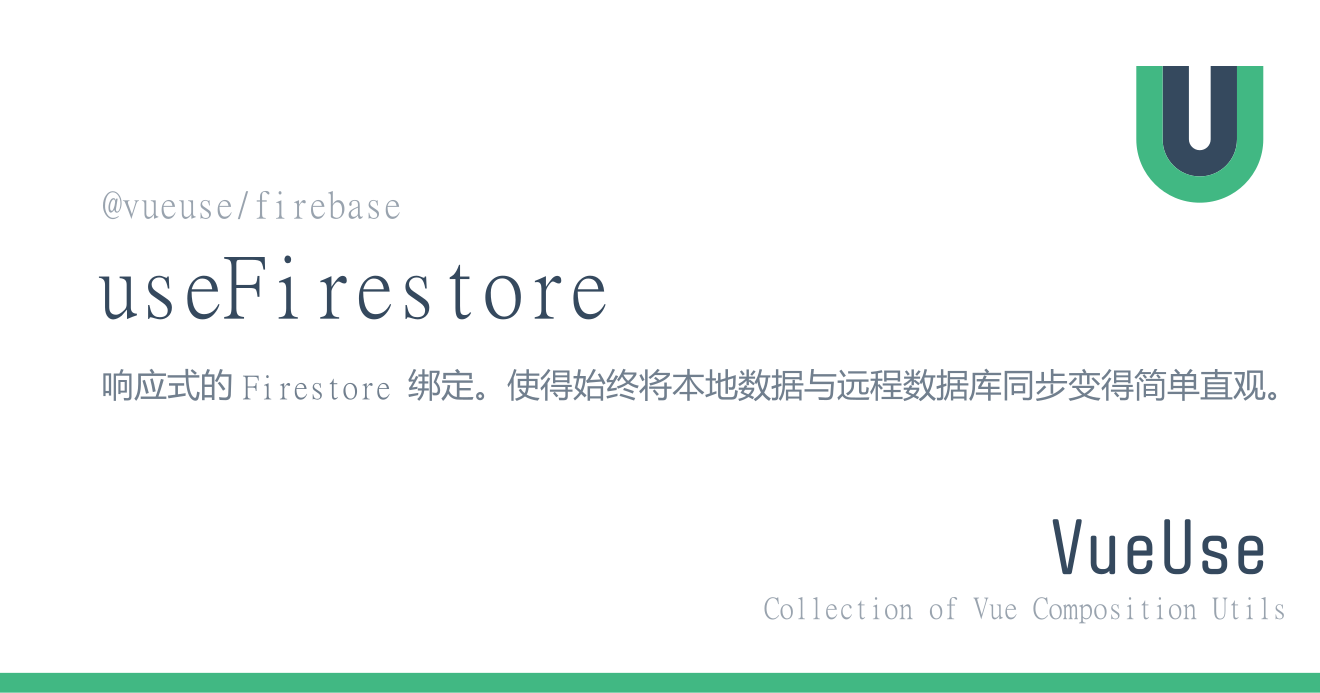 @vueuse/firebase
useFirestore
响应式的 Firestore 绑定。使得始终将本地数据与远程数据库同步变得简单直观。
VueUse
Collection of Vue Composition Utils